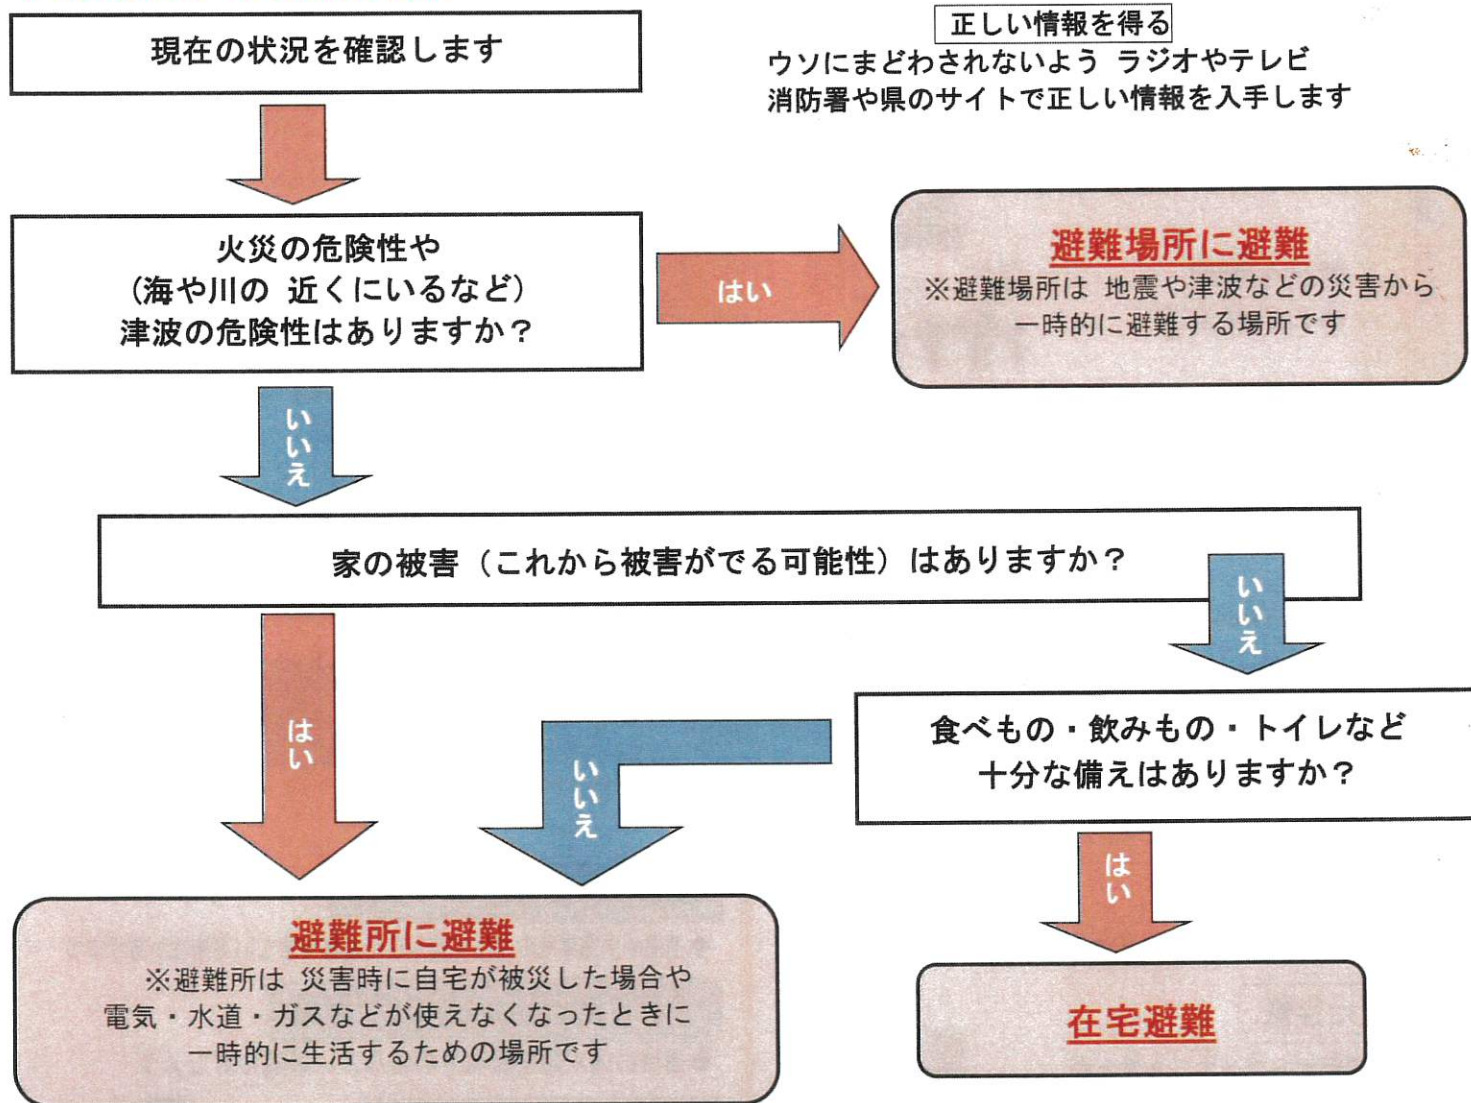 現在の状況を確認します
正しい情報を得る
ウソにまどわされないよう ラジオやテレビ
消防署や県のサイトで正しい情報を入手します
火災の危険性や
(海や川の 近くにいるなど)
津波の危険性はありますか？
はい
避難場所に避難
※避難場所は 地震や津波などの災害から
一時的に避難する場所です
いいえ
家の被害（これから被害がでる可能性）はありますか？
いいえ
はい
食べもの・飲みもの・トイレなど
十分な備えはありますか？
いいえ
はい
避難所に避難
※避難所は 災害時に自宅が被災した場合や
電気・水道・ガスなどが使えなくなったときに
一時的に生活するための場所です
在宅避難